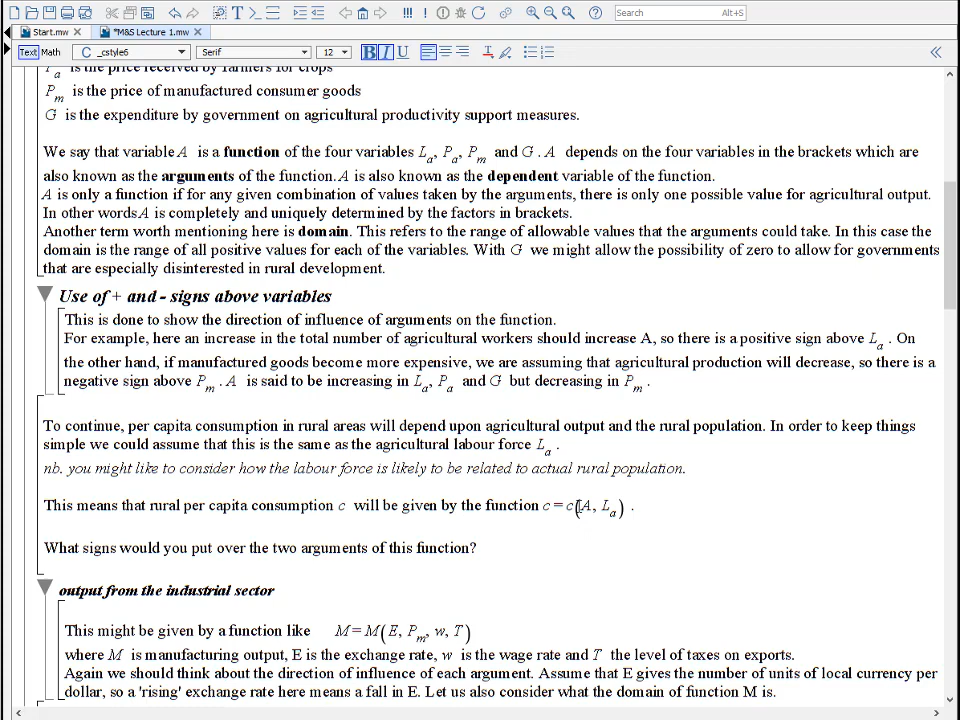 Search Alt+S
Start.mw *M&S Lecture 1.mw
Text Math C _cstyle6 Serif 12 B I U
P_a is the price received by farmers for crops
P_m is the price of manufactured consumer goods
G is the expenditure by government on agricultural productivity support measures.
We say that variable A is a function of the four variables L_a, P_a, P_m and G. A depends on the four variables in the brackets which are
also known as the arguments of the function. A is also known as the dependent variable of the function.
A is only a function if for any given combination of values taken by the arguments, there is only one possible value for agricultural output.
In other words A is completely and uniquely determined by the factors in brackets.
Another term worth mentioning here is domain. This refers to the range of allowable values that the arguments could take. In this case the
domain is the range of all positive values for each of the variables. With G we might allow the possibility of zero to allow for governments
that are especially disinterested in rural development.
Use of + and - signs above variables
This is done to show the direction of influence of arguments on the function.
For example, here an increase in the total number of agricultural workers should increase A, so there is a positive sign above L_a. On
the other hand, if manufactured goods become more expensive, we are assuming that agricultural production will decrease, so there is a
negative sign above P_m. A is said to be increasing in L_a, P_a and G but decreasing in P_m.
To continue, per capita consumption in rural areas will depend upon agricultural output and the rural population. In order to keep things
simple we could assume that this is the same as the agricultural labour force L_a.
nb. you might like to consider how the labour force is likely to be related to actual rural population.
This means that rural per capita consumption c will be given by the function c = c(A, L_a).
What signs would you put over the two arguments of this function?
output from the industrial sector
This might be given by a function like M = M(E, P_m, w, T)
where M is manufacturing output, E is the exchange rate, w is the wage rate and T the level of taxes on exports.
Again we should think about the direction of influence of each argument. Assume that E gives the number of units of local currency per
dollar, so a 'rising' exchange rate here means a fall in E. Let us also consider what the domain of function M is.